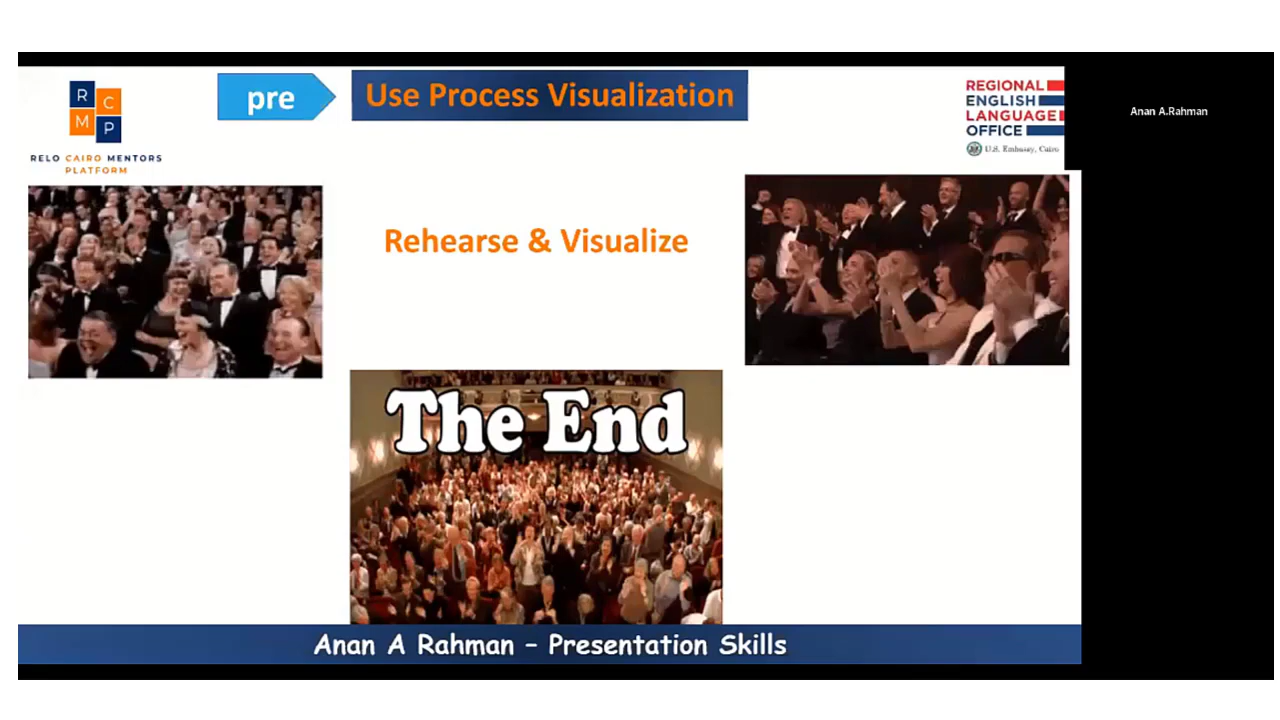 R
C
M
P
RELO CAIRO MENTORS
PLATFORM
pre
Use Process Visualization
REGIONAL
ENGLISH
LANGUAGE
OFFICE
U.S. Embassy, Cairo
Anan A.Rahman
Rehearse & Visualize
The End
Anan A Rahman – Presentation Skills